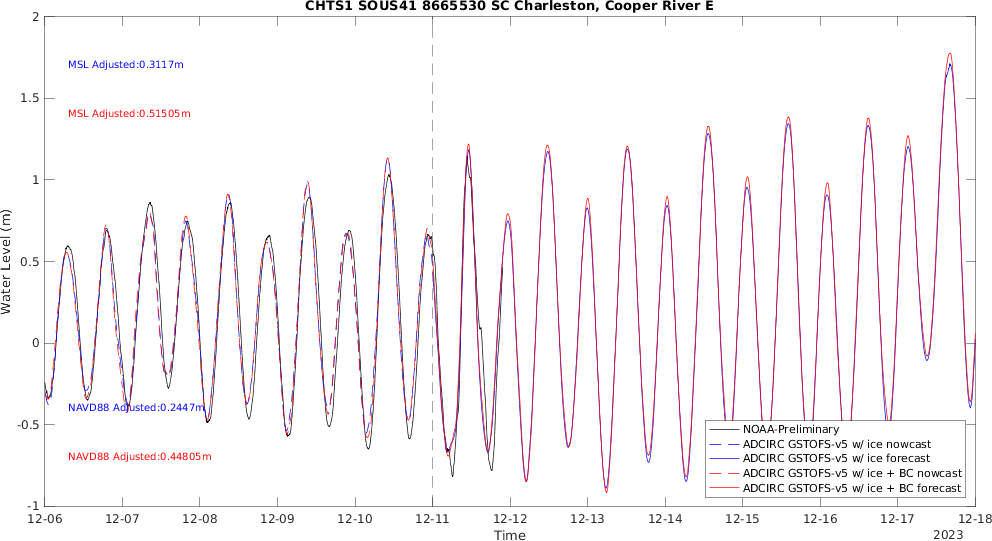 CHTS1 SOUS41 8665530 SC Charleston, Cooper River E
2
1.5
1
0.5
0
-0.5
-1
Water Level (m)
MSL Adjusted:0.3117m
MSL Adjusted:0.51505m
NAVD88 Adjusted:0.2447m
NAVD88 Adjusted:0.44805m
NOAA-Preliminary
ADCIRC GSTOFS-v5 w/ ice nowcast
ADCIRC GSTOFS-v5 w/ ice forecast
ADCIRC GSTOFS-v5 w/ ice + BC nowcast
ADCIRC GSTOFS-v5 w/ ice + BC forecast
12-06 12-07 12-08 12-09 12-10 12-11 12-12 12-13 12-14 12-15 12-16 12-17 12-18
Time
2023